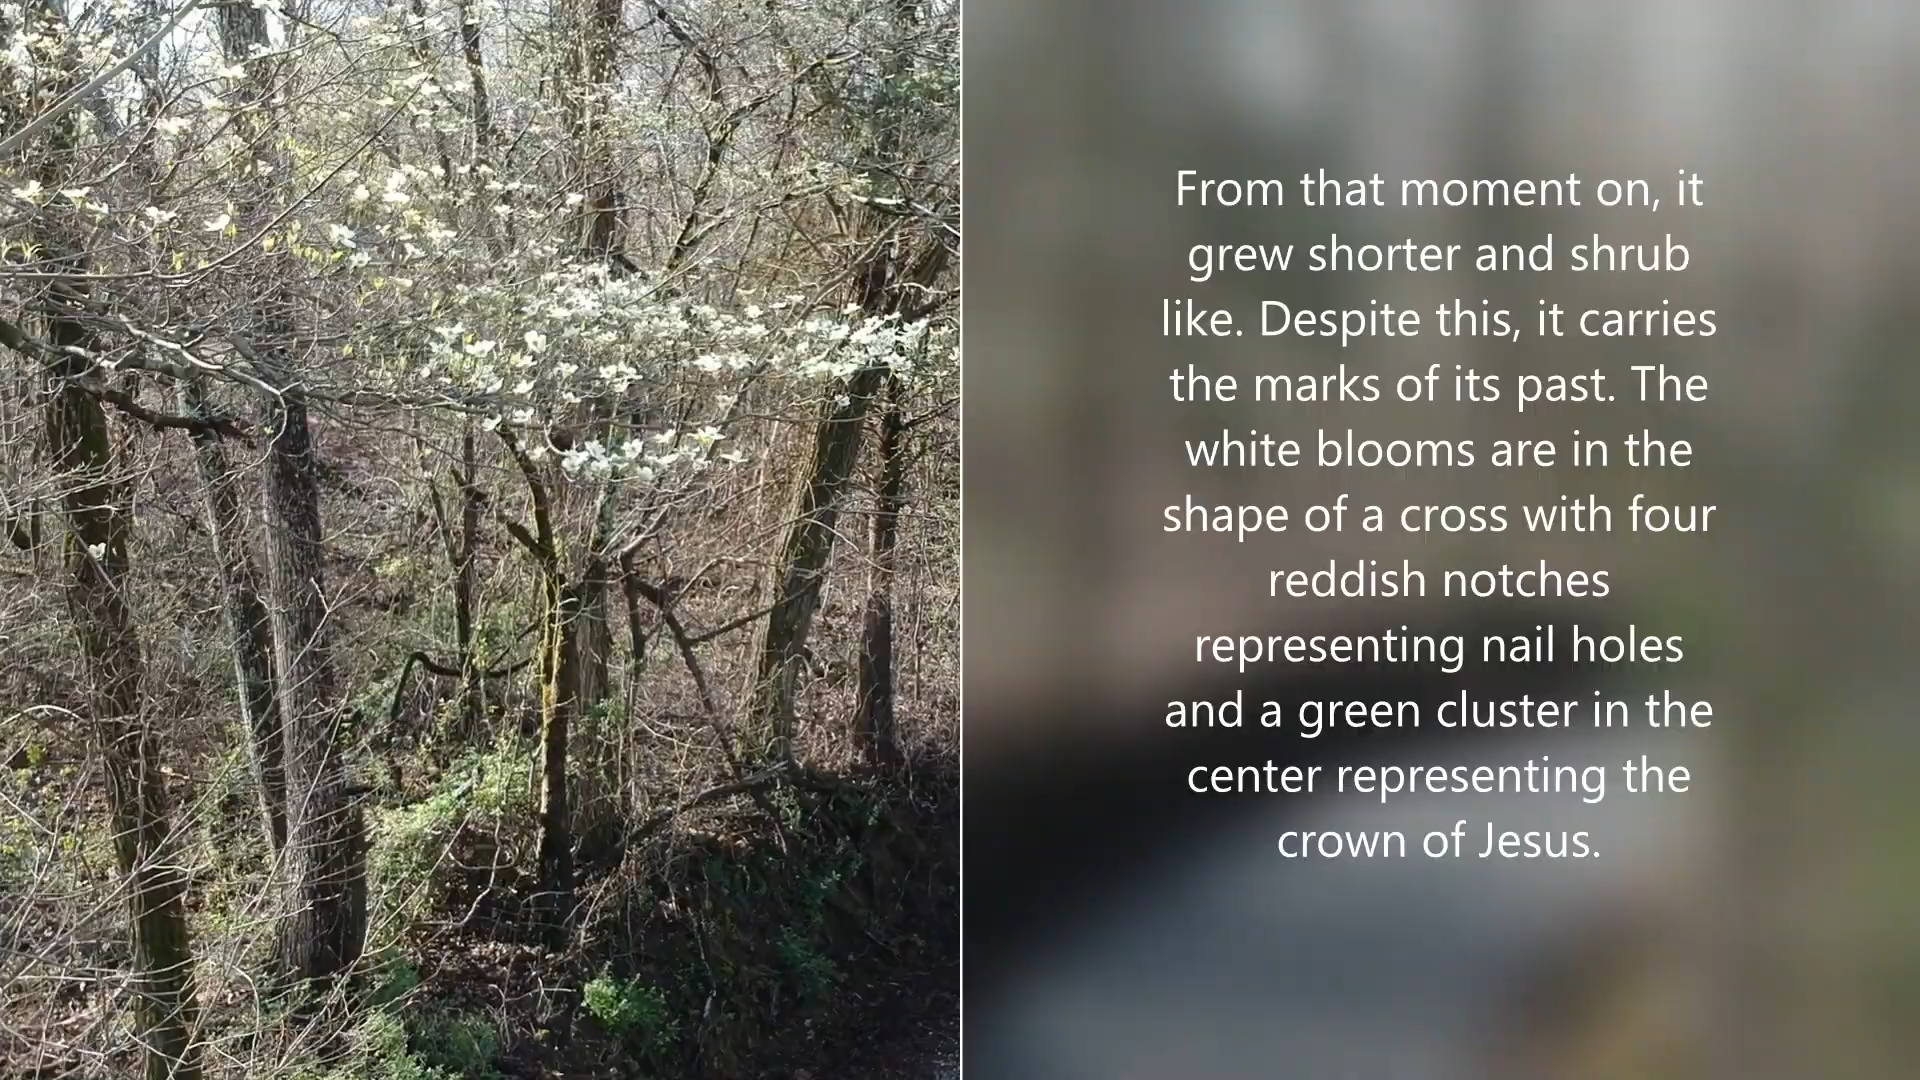 From that moment on, it
grew shorter and shrub
like. Despite this, it carries
the marks of its past. The
white blooms are in the
shape of a cross with four
reddish notches
representing nail holes
and a green cluster in the
center representing the
crown of Jesus.